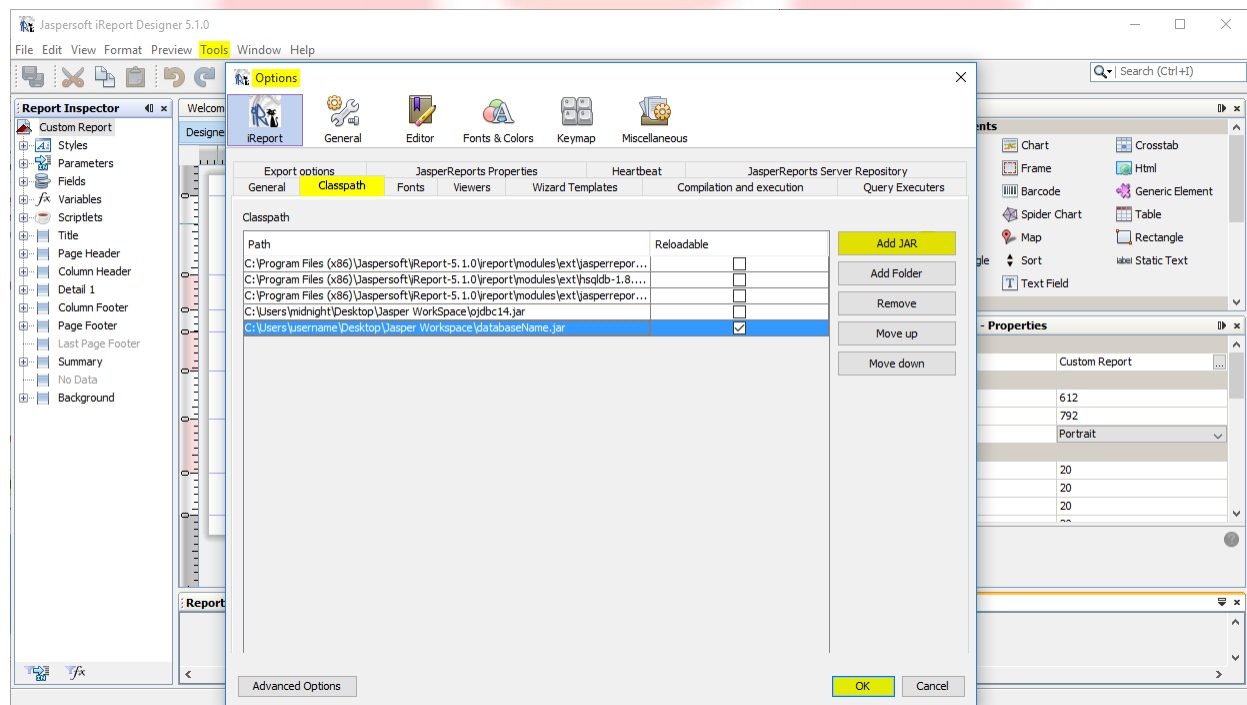 Jaspersoft iReport Designer 5.1.0
File Edit View Format Preview Tools Window Help
Search (Ctrl+I)
Options
iReport General Editor Fonts & Colors Keymap Miscellaneous
Export options JasperReports Properties Heartbeat JasperReports Server Repository
General Classpath Fonts Viewers Wizard Templates Compilation and execution Query Executers
Classpath
Path Reloadable
C:\Program Files (x86)\Jaspersoft\iReport-5.1.0\ireport\modules\ext\jasperrepor...
C:\Program Files (x86)\Jaspersoft\iReport-5.1.0\ireport\modules\ext\hsqldb-1.8....
C:\Program Files (x86)\Jaspersoft\iReport-5.1.0\ireport\modules\ext\jasperrepor...
C:\Users\midnight\Desktop\Jasper WorkSpace\ojdbc14.jar
C:\Users\username\Desktop\Jasper Workspace\databaseName.jar
Add JAR
Add Folder
Remove
Move up
Move down
Advanced Options
OK Cancel
Report Inspector
Custom Report
Styles
Parameters
Fields
Variables
Scriptlets
Title
Page Header
Column Header
Detail 1
Column Footer
Page Footer
Last Page Footer
Summary
No Data
Background
Welcom
Designe
Report
nts
Chart Crosstab
Frame Html
Barcode Generic Element
Spider Chart Table
Map Rectangle
gle Sort Static Text
Text Field
- Properties
Custom Report
...
612
792
Portrait
20
20
20